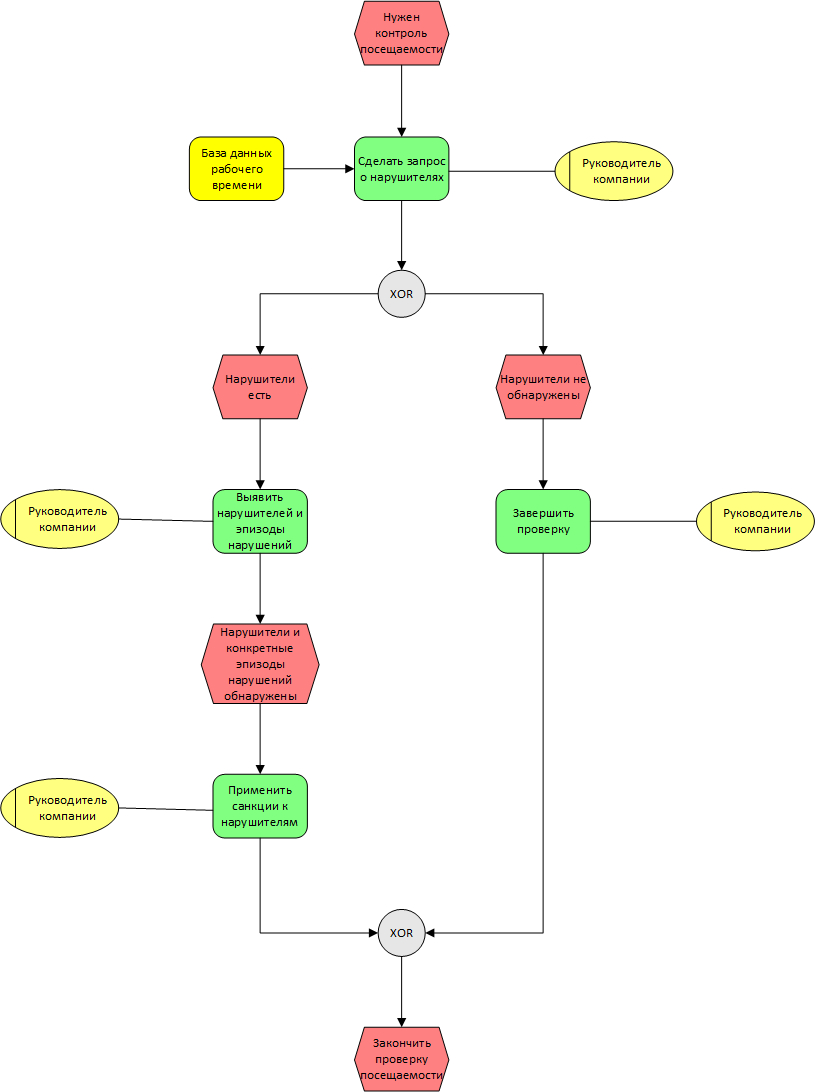 Нужен
контроль
посещаемости
База данных
рабочего
времени
Сделать запрос
о нарушителях
Руководитель
компании
XOR
Нарушители
есть
Нарушители не
обнаружены
Руководитель
компании
Выявить
нарушителей и
эпизоды
нарушений
Завершить
проверку
Руководитель
компании
Нарушители и
конкретные
эпизоды
нарушений
обнаружены
Руководитель
компании
Применить
санкции к
нарушителям
XOR
Закончить
проверку
посещаемости